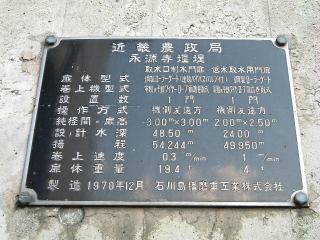 近畿農政局
永源寺堰堤
取水口制水門扉 低水取水用門扉
扉体型式
巻上機型式
設置数 1門 1門
操作方式 機側及遠方 機側及遠方
純径間・扉高 3.00m×3.00m 2.00m×2.50m
設計水深 48.50m 24.00m
揚程 54.244m 49.950m
巻上速度 0.3m/min 1m/min
扉体重量 19.4t 4t
製造 1970年12月 石川島播磨重工業株式会社